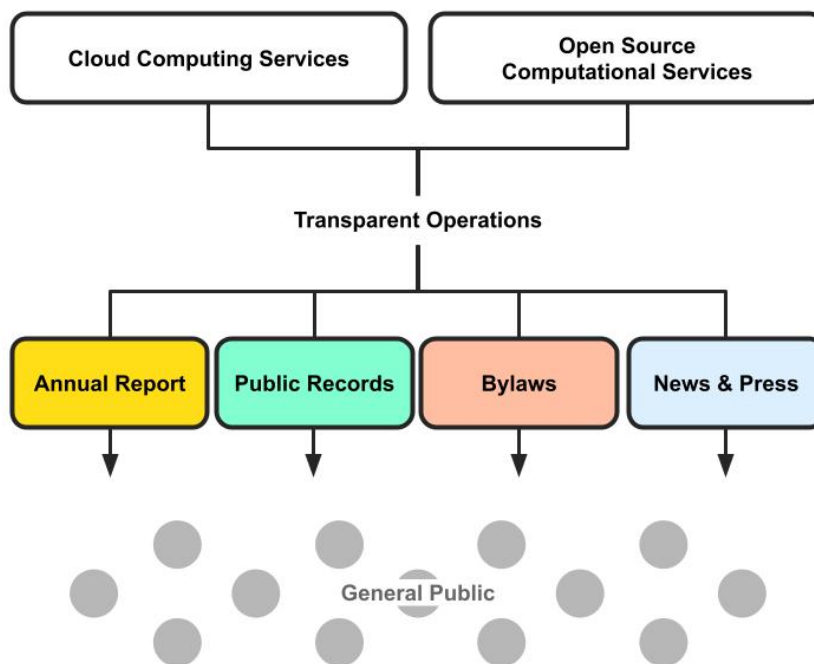 Cloud Computing Services
Open Source
Computational Services
Transparent Operations
Annual Report
Public Records
Bylaws
News & Press
General Public